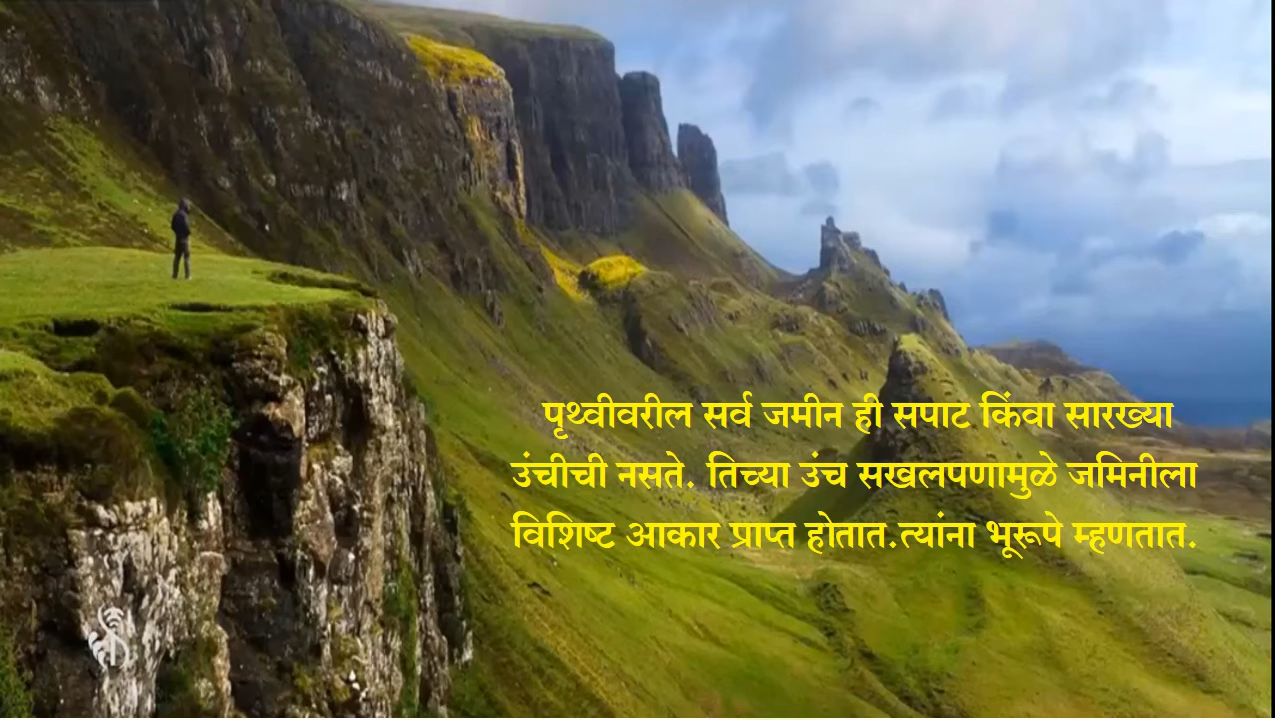 पृथ्वीवरील सर्व जमीन ही सपाट किंवा सारख्या
उंचीची नसते. तिच्या उंच सखलपणामुळे जमिनीला
विशिष्ट आकार प्राप्त होतात.त्यांना भूरूपे म्हणतात.